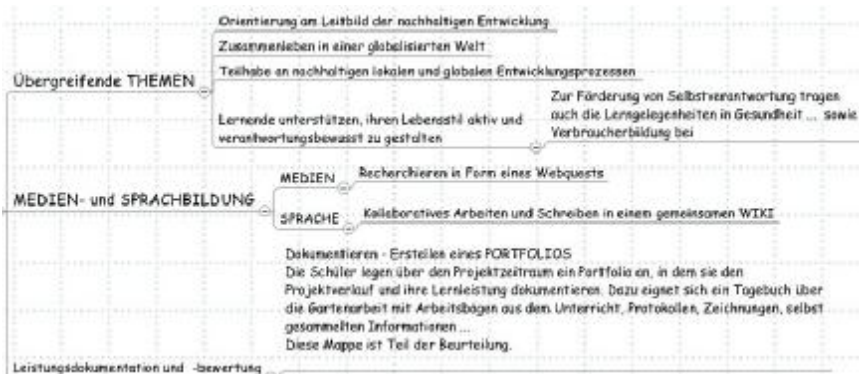 Orientierung am Leitbild der nachhaltigen Entwicklung
Zusammenleben in einer globalisierten Welt
Teilhabe an nachhaltigen lokalen und globalen Entwicklungsprozessen
Übergreifende THEMEN
Lernende unterstützen, ihren Lebensstil aktiv und
verantwortungsbewusst zu gestalten
Zur Förderung von Selbstverantwortung tragen
auch die Lerngelegenheiten in Gesundheit ... sowie
Verbraucherbildung bei
MEDIEN- und SPRACHBILDUNG
MEDIEN
Recherchieren in Form eines Webquests
SPRACHE
Kollaboratives Arbeiten und Schreiben in einem gemeinsamen WIKI
Dokumentieren - Erstellen eines PORTFOLIOS
Die Schüler legen über den Projektzeitraum ein Portfolio an, in dem sie den
Projektverlauf und ihre Lernleistung dokumentieren. Dazu eignet sich ein Tagebuch über
die Gartenarbeit mit Arbeitsbögen aus dem Unterricht, Protokollen, Zeichnungen, selbst
gesammelten Informationen ...
Diese Mappe ist Teil der Beurteilung.
Leistungsdokumentation und -bewertung